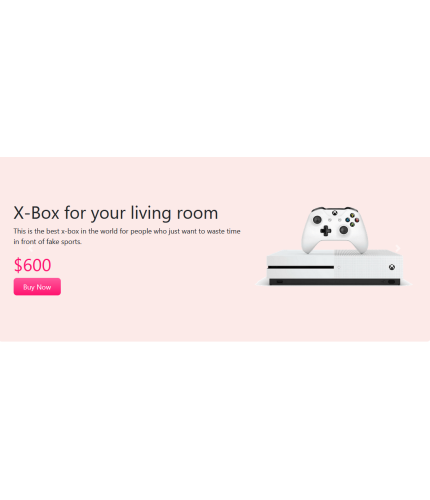 X-Box for your living room
This is the best x-box in the world for people who just want to waste time
in front of fake sports.
$600
Buy Now